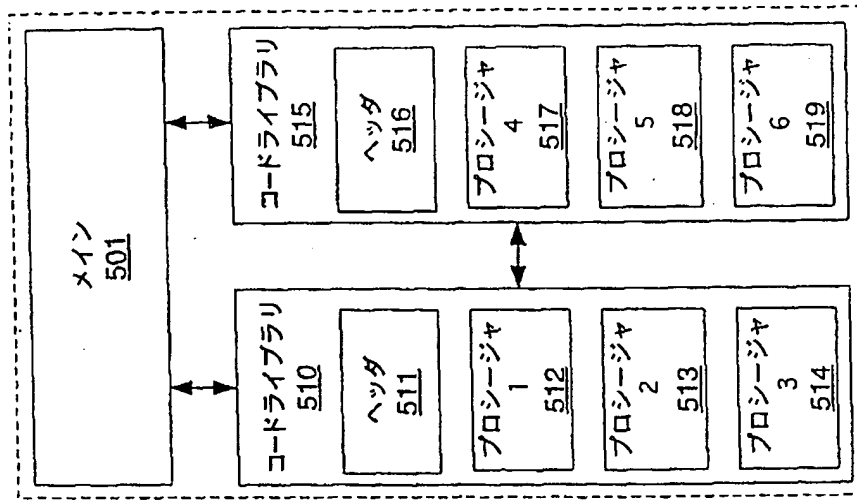 メイン
501
コードライブラリ
510
ヘッダ
511
プロシージャ
1
512
プロシージャ
2
513
プロシージャ
3
514
コードライブラリ
515
ヘッダ
516
プロシージャ
4
517
プロシージャ
5
518
プロシージャ
6
519